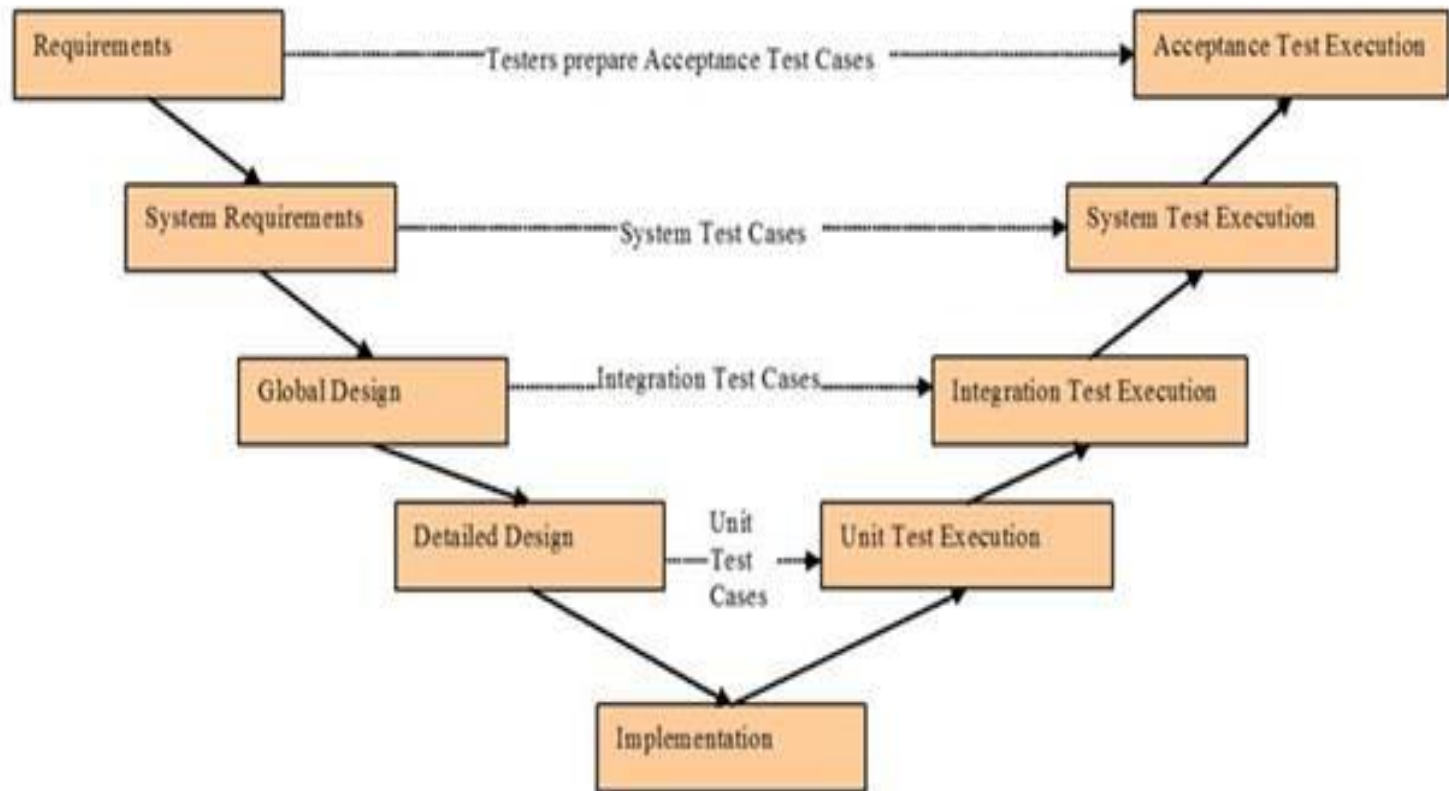 Requirements
Testers prepare Acceptance Test Cases
Acceptance Test Execution
System Requirements
System Test Cases
System Test Execution
Global Design
Integration Test Cases
Integration Test Execution
Detailed Design
Unit
Test
Cases
Unit Test Execution
Implementation